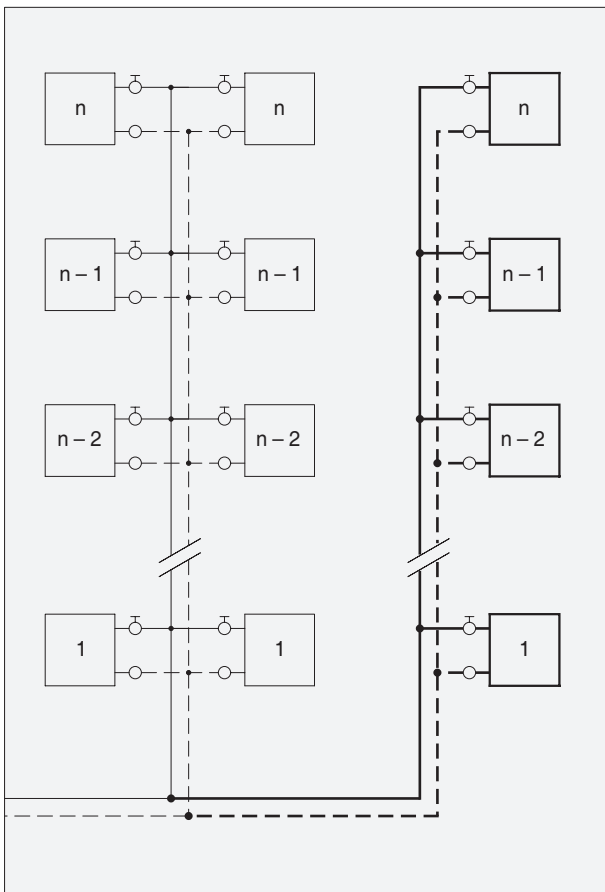 n n n
n – 1 n – 1 n – 1
n – 2 n – 2 n – 2
1 1 1